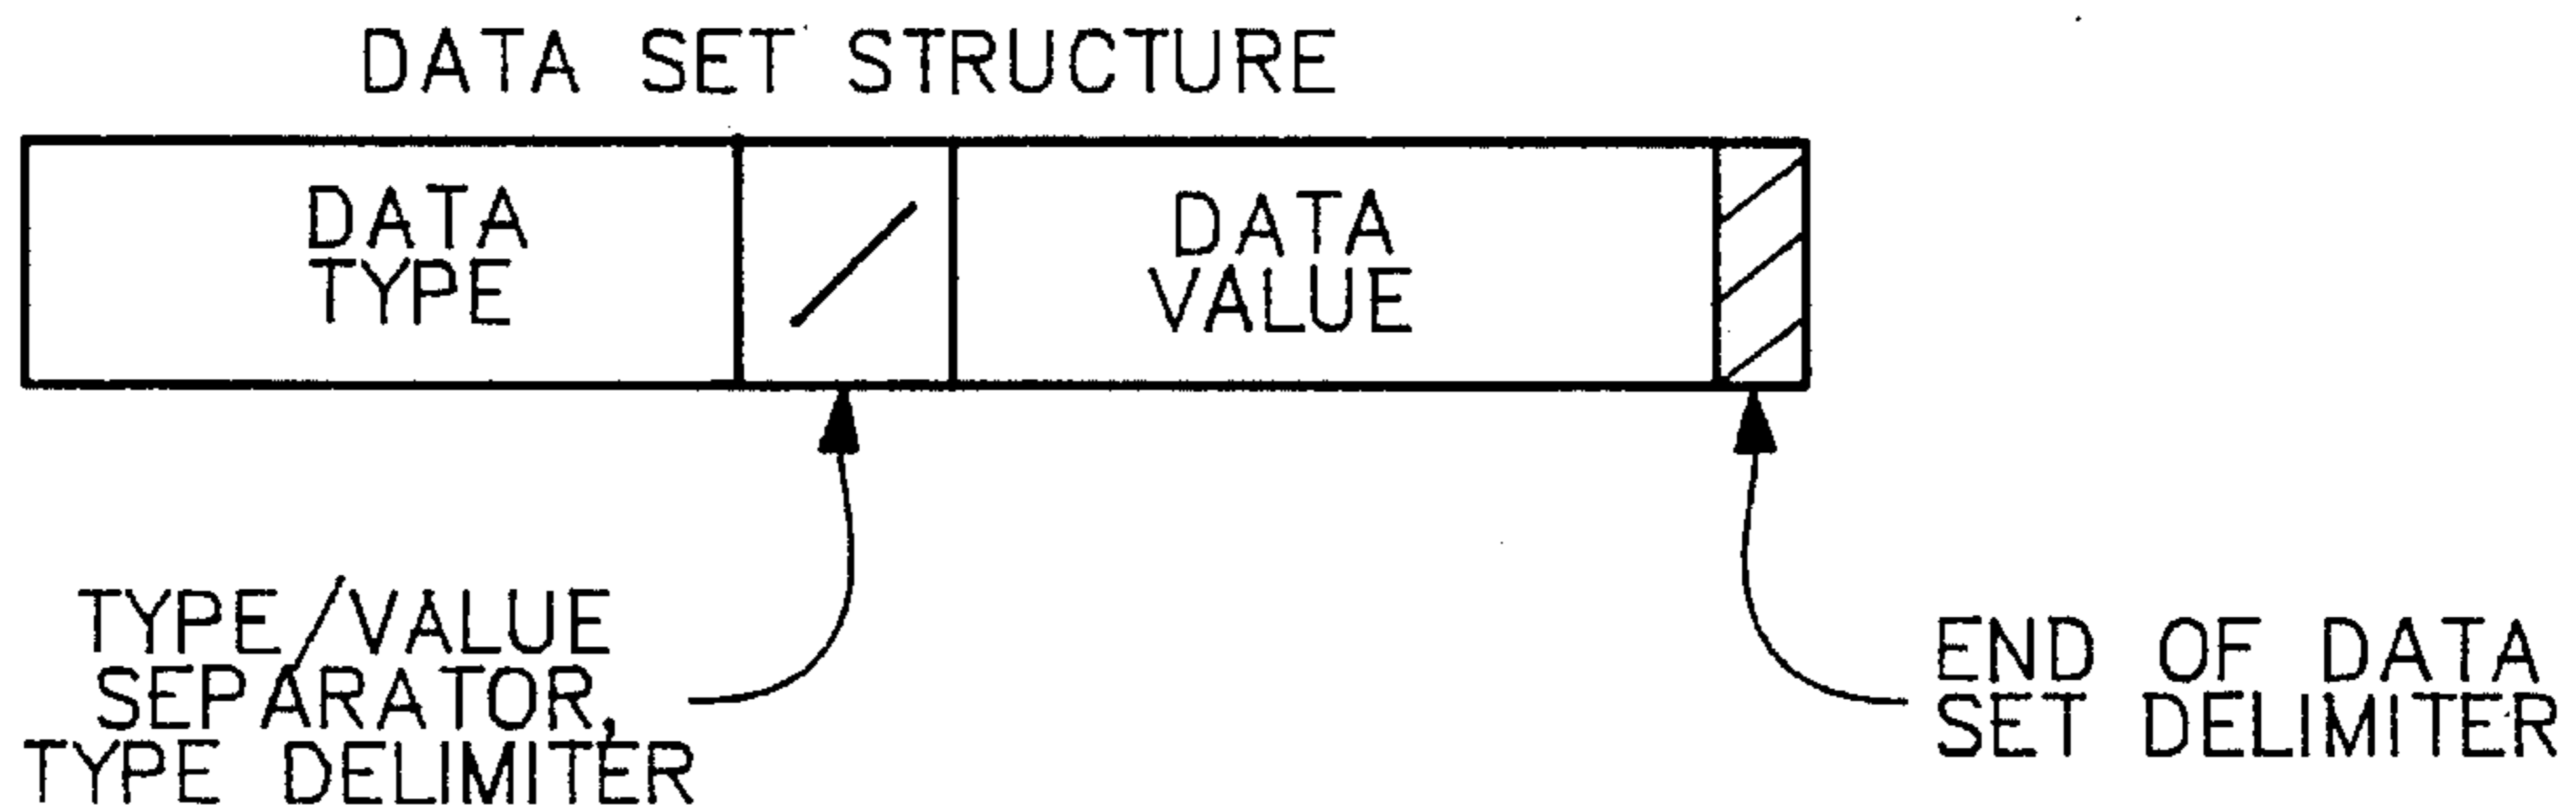 DATA SET STRUCTURE
DATA
TYPE
/
DATA
VALUE
TYPE/VALUE
SEPARATOR,
TYPE DELIMITER
END OF DATA
SET DELIMITER